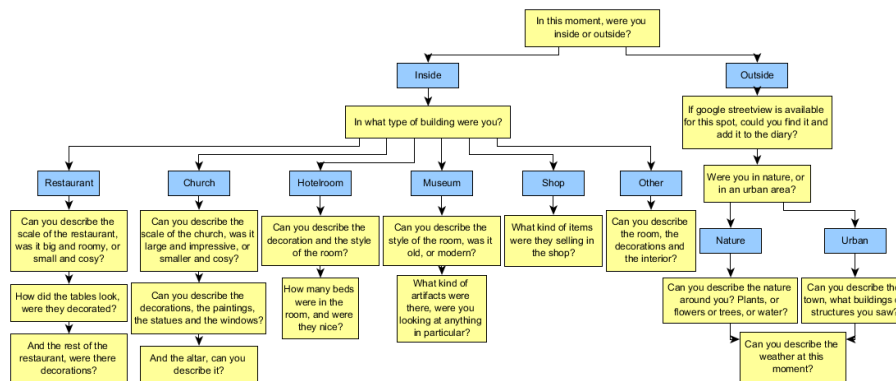 In this moment, were you
inside or outside?
Inside
Outside
In what type of building were you?
If google streetview is available
for this spot, could you find it and
add it to the diary?
Were you in nature, or
in an urban area?
Restaurant
Church
Hotelroom
Museum
Shop
Other
Can you describe the
scale of the restaurant,
was it big and roomy, or
small and cosy?
Can you describe the
scale of the church, was it
large and impressive, or
smaller and cosy?
Can you describe the
decoration and the style
of the room?
Can you describe the
style of the room, was it
old, or modern?
What kind of items
were they selling in
the shop?
Can you describe
the room, the
decorations and
the interior?
Nature
Urban
How did the tables look,
were they decorated?
Can you describe the
decorations, the paintings,
the statues and the windows?
How many beds
were in the
room, and were
they nice?
What kind of
artifacts were
there, were you
looking at anything
in particular?
Can you describe the nature
around you? Plants, or
flowers or trees, or water?
Can you describe the
town, what buildings
structures you saw?
And the rest of the
restaurant, were there
decorations?
And the altar, can you
describe it?
Can you describe the
weather at this
moment?